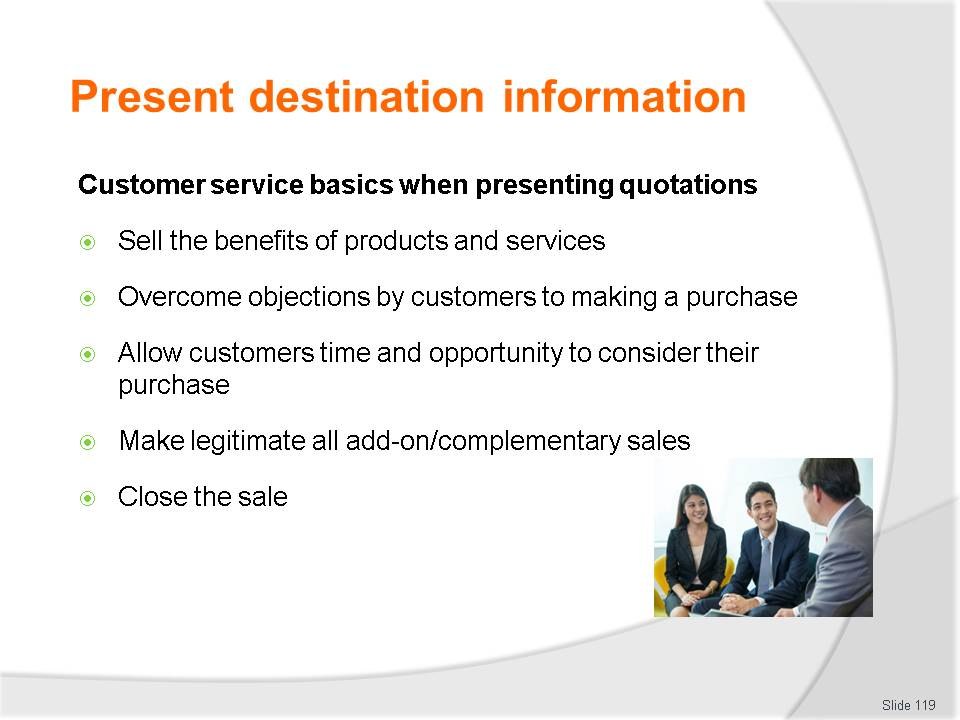 Present destination information
Customer service basics when presenting quotations
Sell the benefits of products and services
Overcome objections by customers to making a purchase
Allow customers time and opportunity to consider their
purchase
Make legitimate all add-on/complementary sales
Close the sale
Slide 119